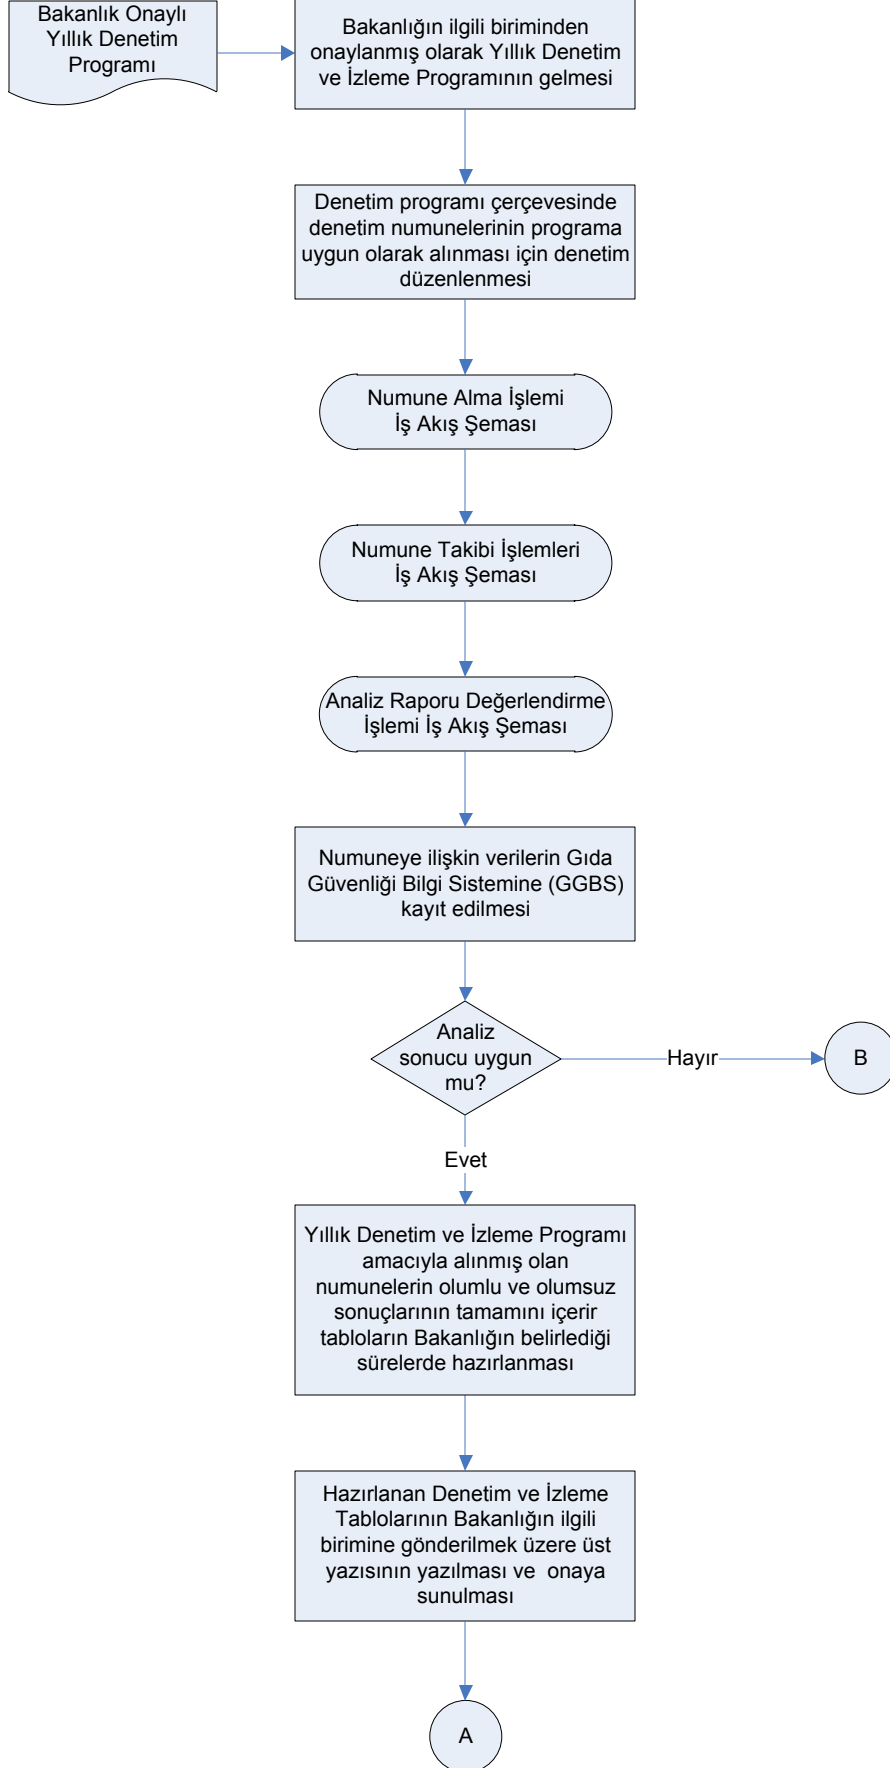 Bakanlık Onaylı
Yıllık Denetim
Programı
Bakanlığın ilgili biriminden
onaylanmış olarak Yıllık Denetim
ve İzleme Programının gelmesi
Denetim programı çerçevesinde
denetim numunelerinin programa
uygun olarak alınması için denetim
düzenlenmesi
Numune Alma İşlemi
İş Akış Şeması
Numune Takibi İşlemleri
İş Akış Şeması
Analiz Raporu Değerlendirme
İşlemi İş Akış Şeması
Numuneye ilişkin verilerin Gıda
Güvenliği Bilgi Sistemine (GGBS)
kayıt edilmesi
Analiz
sonucu uygun
mu?
Hayır
B
Evet
Yıllık Denetim ve İzleme Programı
amacıyla alınmış olan
numunelerin olumlu ve olumsuz
sonuçlarının tamamını içerir
tabloların Bakanlığın belirlediği
sürelerde hazırlanması
Hazırlanan Denetim ve İzleme
Tablolarının Bakanlığın ilgili
birimine gönderilmek üzere üst
yazısının yazılması ve  onaya
sunulması
A